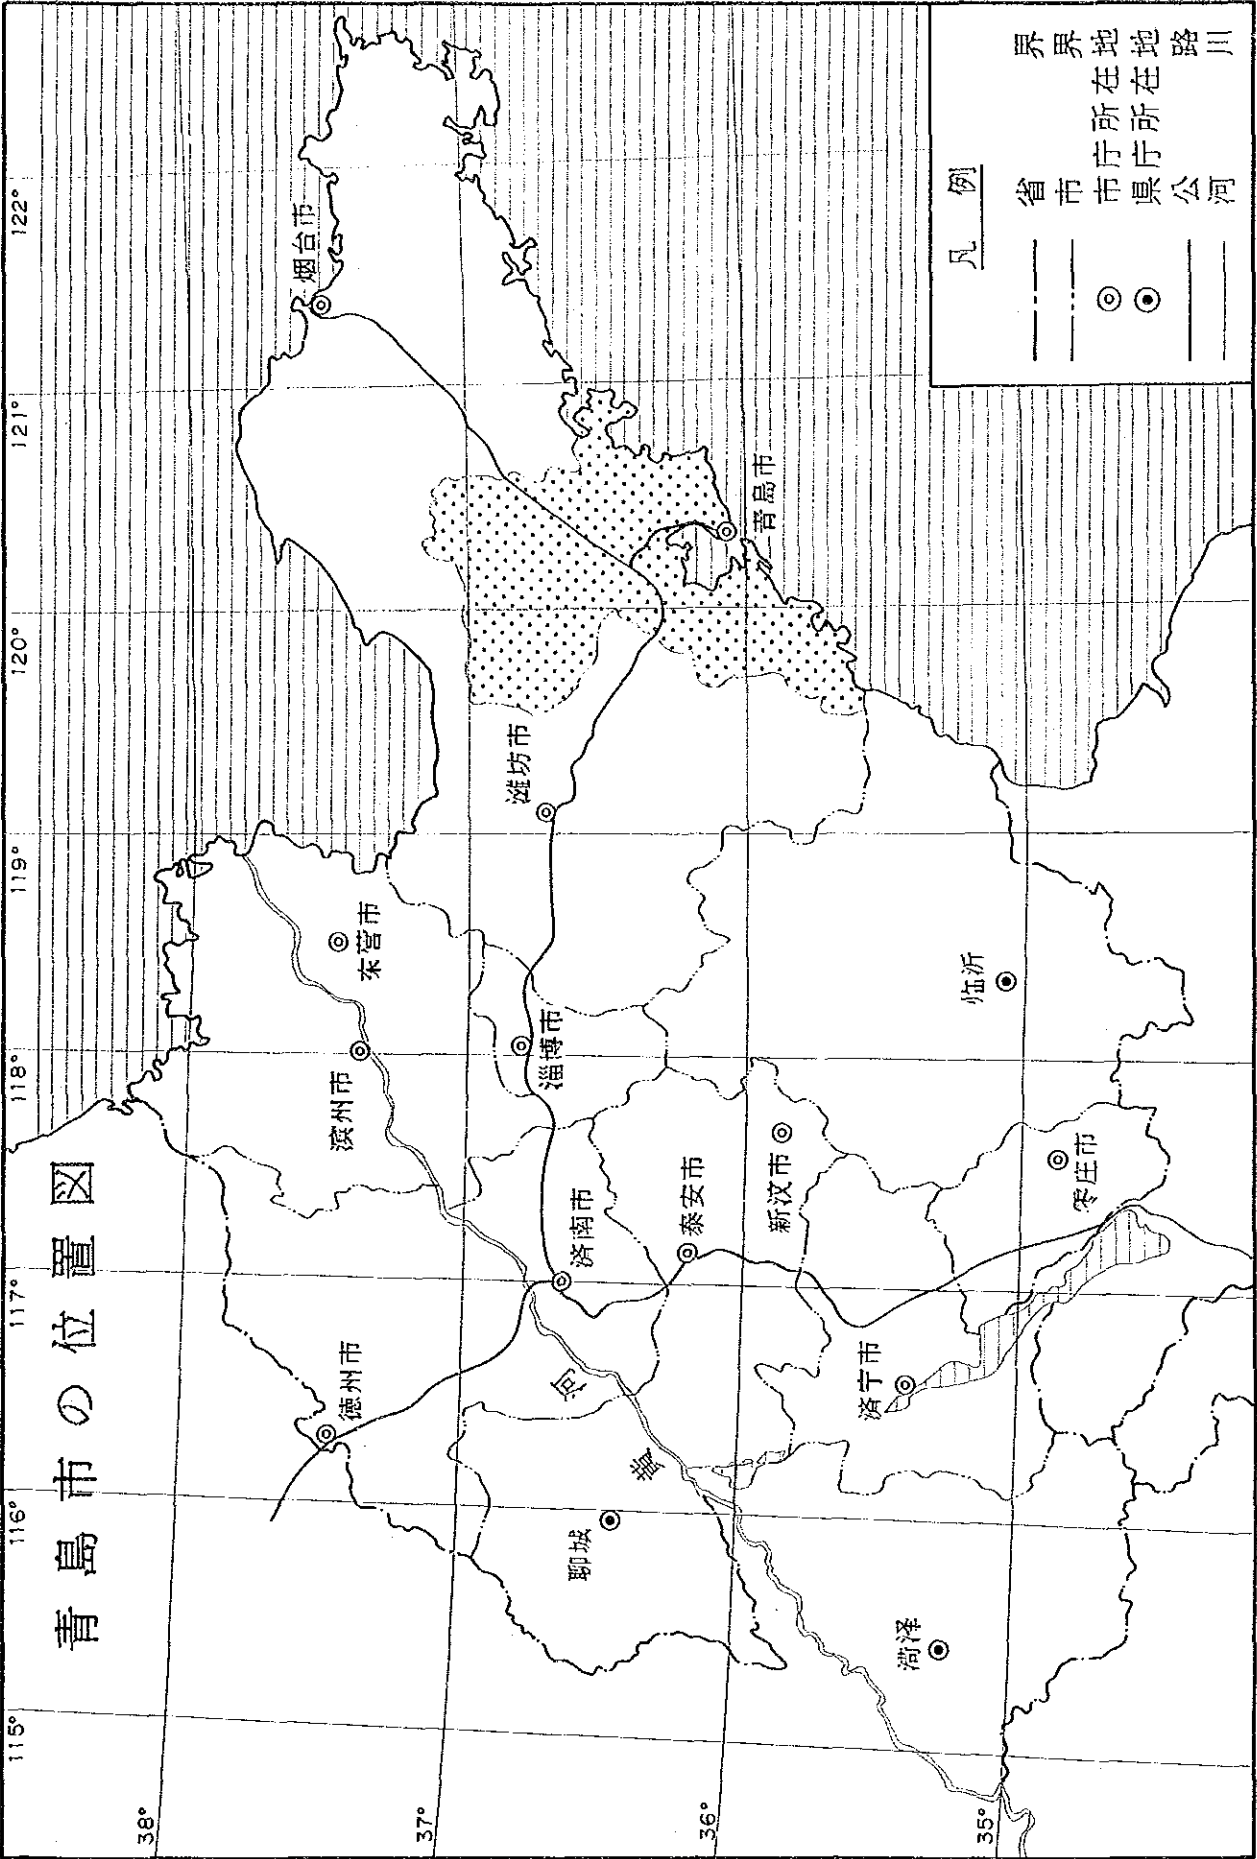 青島市の位置図
115°
116°
117°
118°
119°
120°
121°
122°
38°
37°
36°
35°
烟台市
青島市
潍坊市
东营市
滨州市
淄博市
济南市
泰安市
新汶市
德州市
聊城
河
黄
济宁市
枣庄市
临沂
菏泽
凡例
省界
市界
市庁所在地
県庁所在地
公路
河川